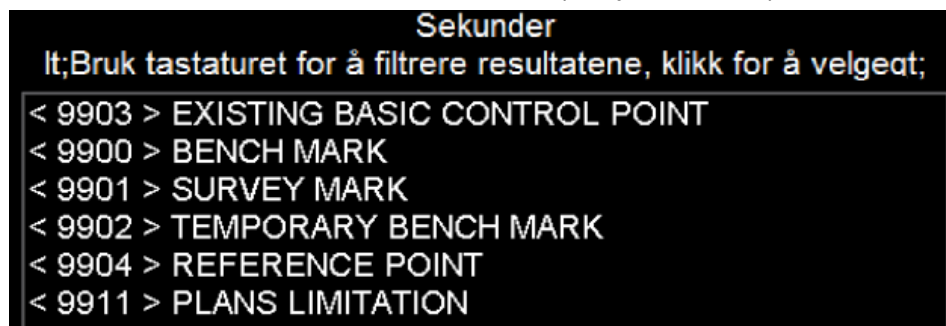 Sekunder
lt;Bruk tastaturet for å filtrere resultatene, klikk for å velgegt;
< 9903 > EXISTING BASIC CONTROL POINT
< 9900 > BENCH MARK
< 9901 > SURVEY MARK
< 9902 > TEMPORARY BENCH MARK
< 9904 > REFERENCE POINT
< 9911 > PLANS LIMITATION